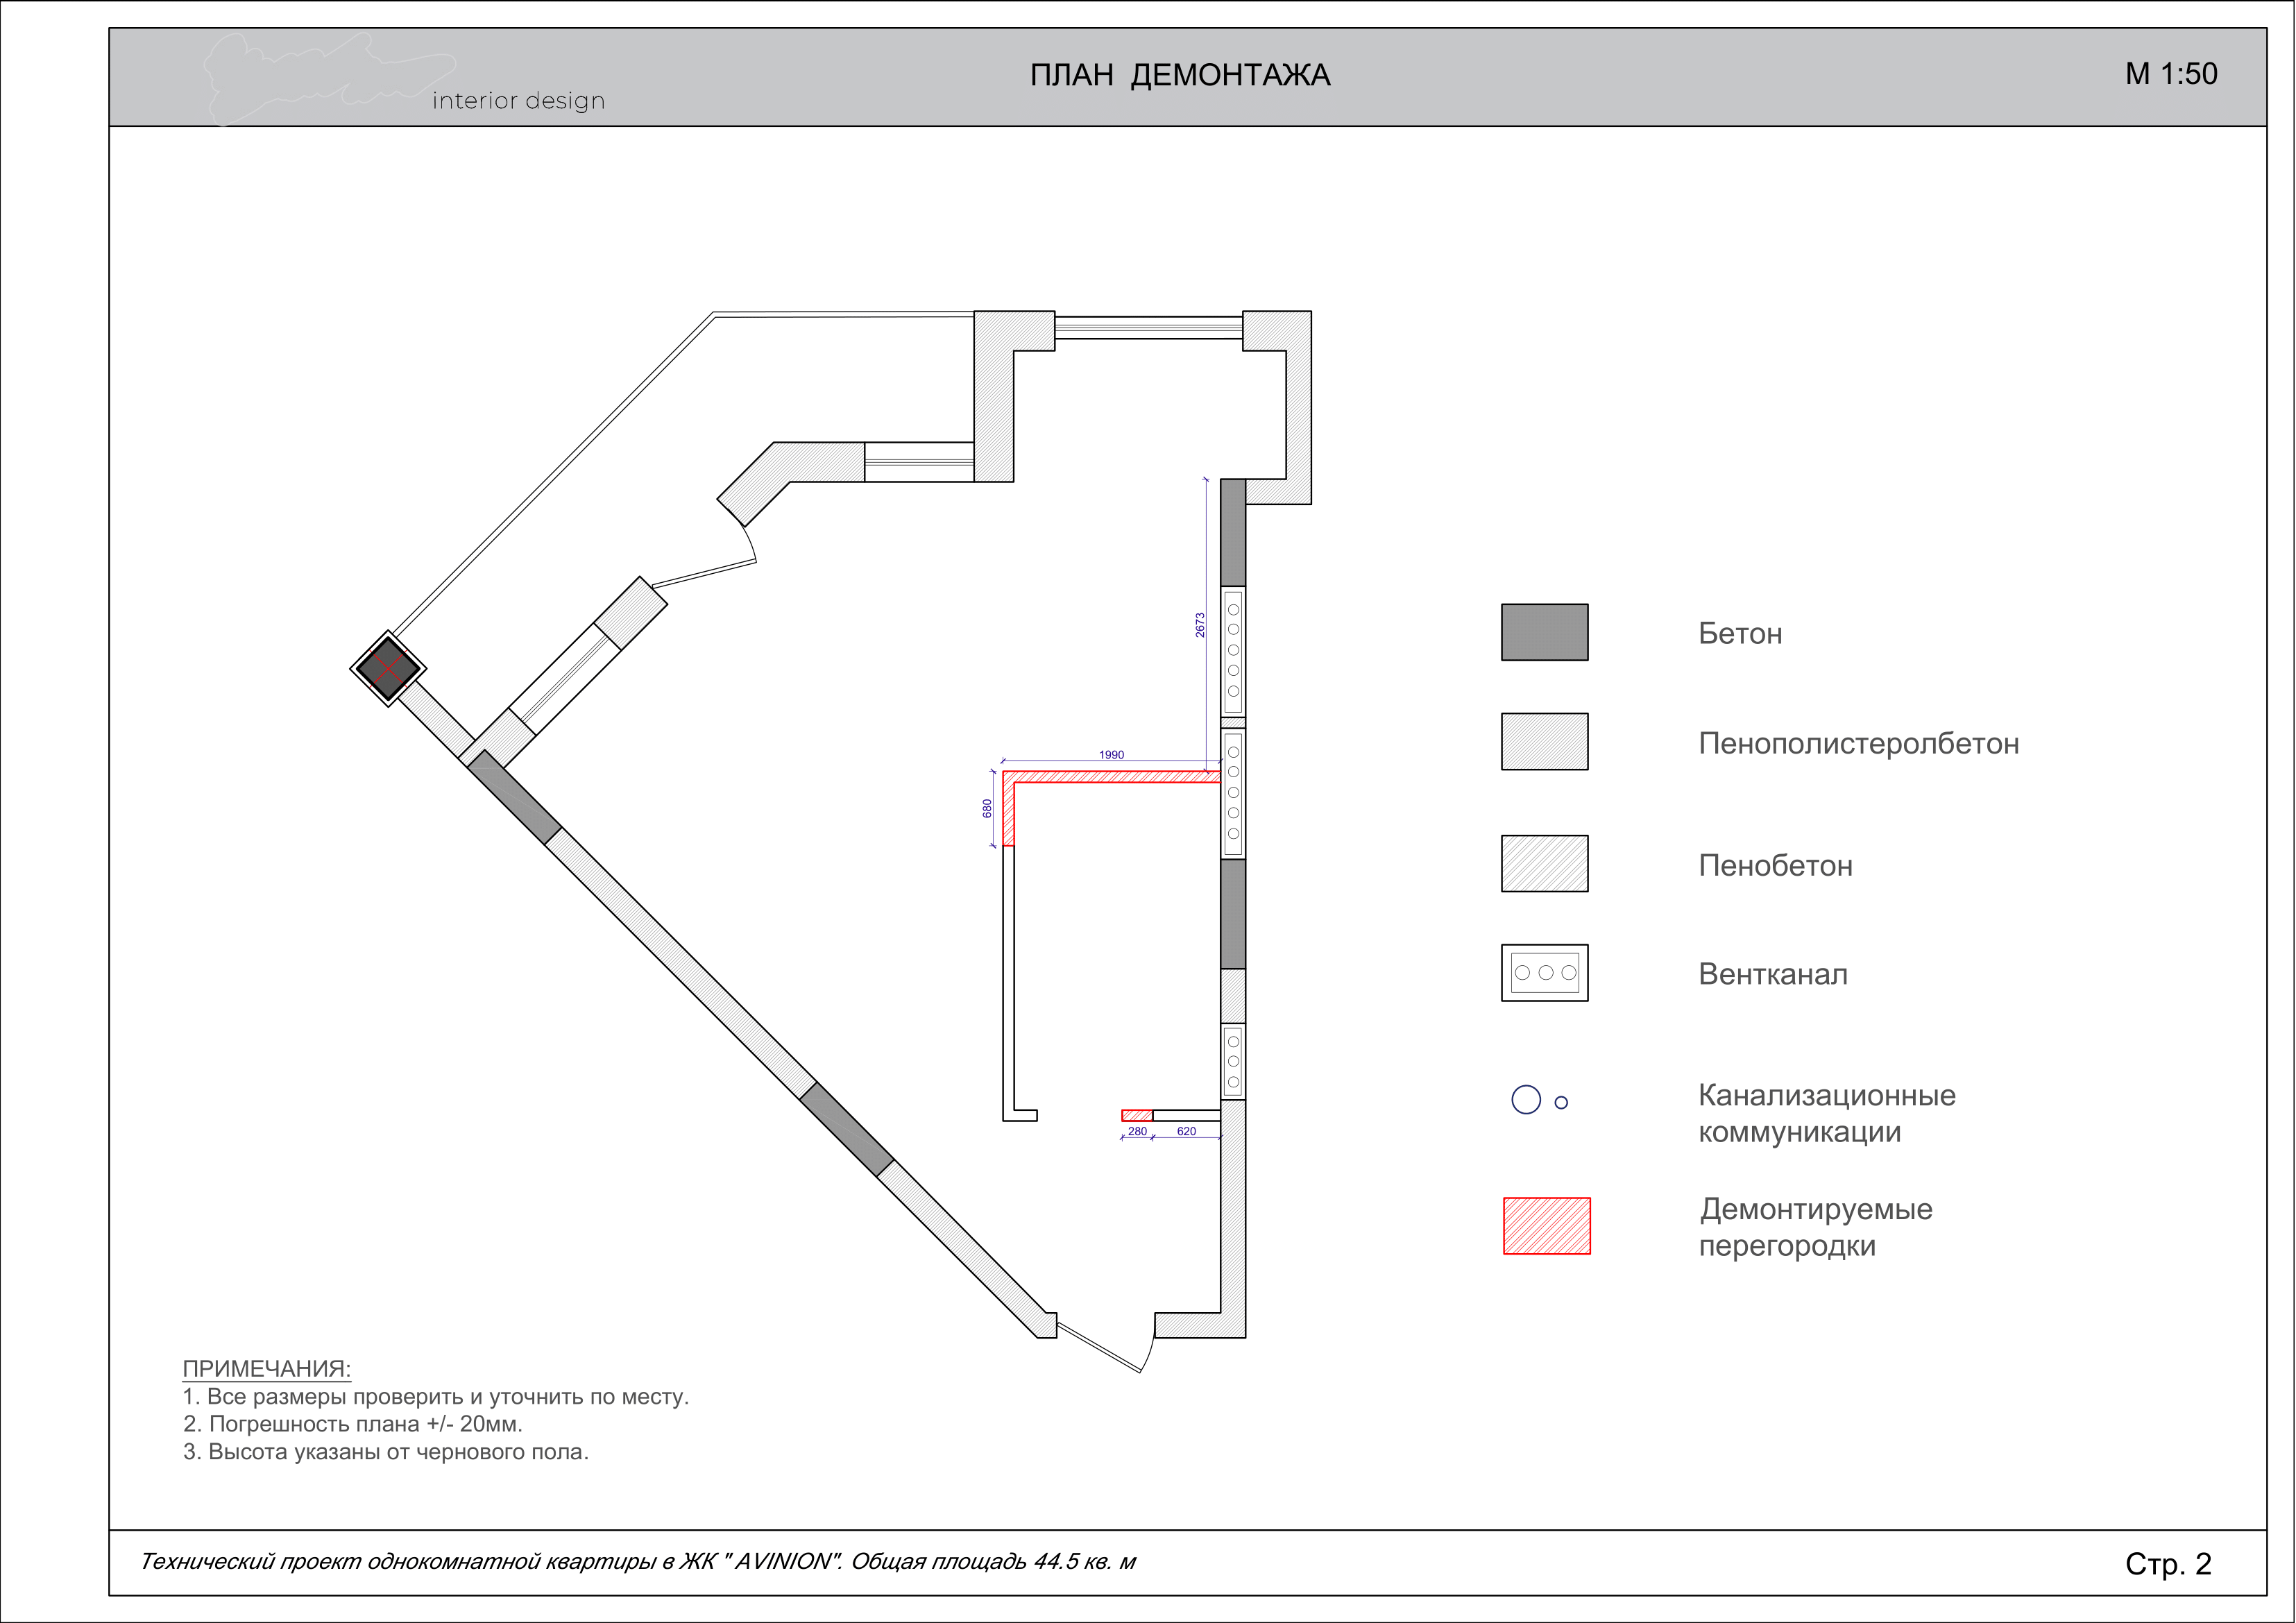 interior design
ПЛАН ДЕМОНТАЖА
М 1:50
2673
1990
680
280
620
Бетон
Пенополистеролбетон
Пенобетон
Вентканал
Канализационные
коммуникации
Демонтируемые
перегородки
ПРИМЕЧАНИЯ:
1. Все размеры проверить и уточнить по месту.
2. Погрешность плана +/- 20мм.
3. Высота указаны от чернового пола.
Технический проект однокомнатной квартиры в ЖК " AVINION". Общая площадь 44.5 кв. м
Стр. 2